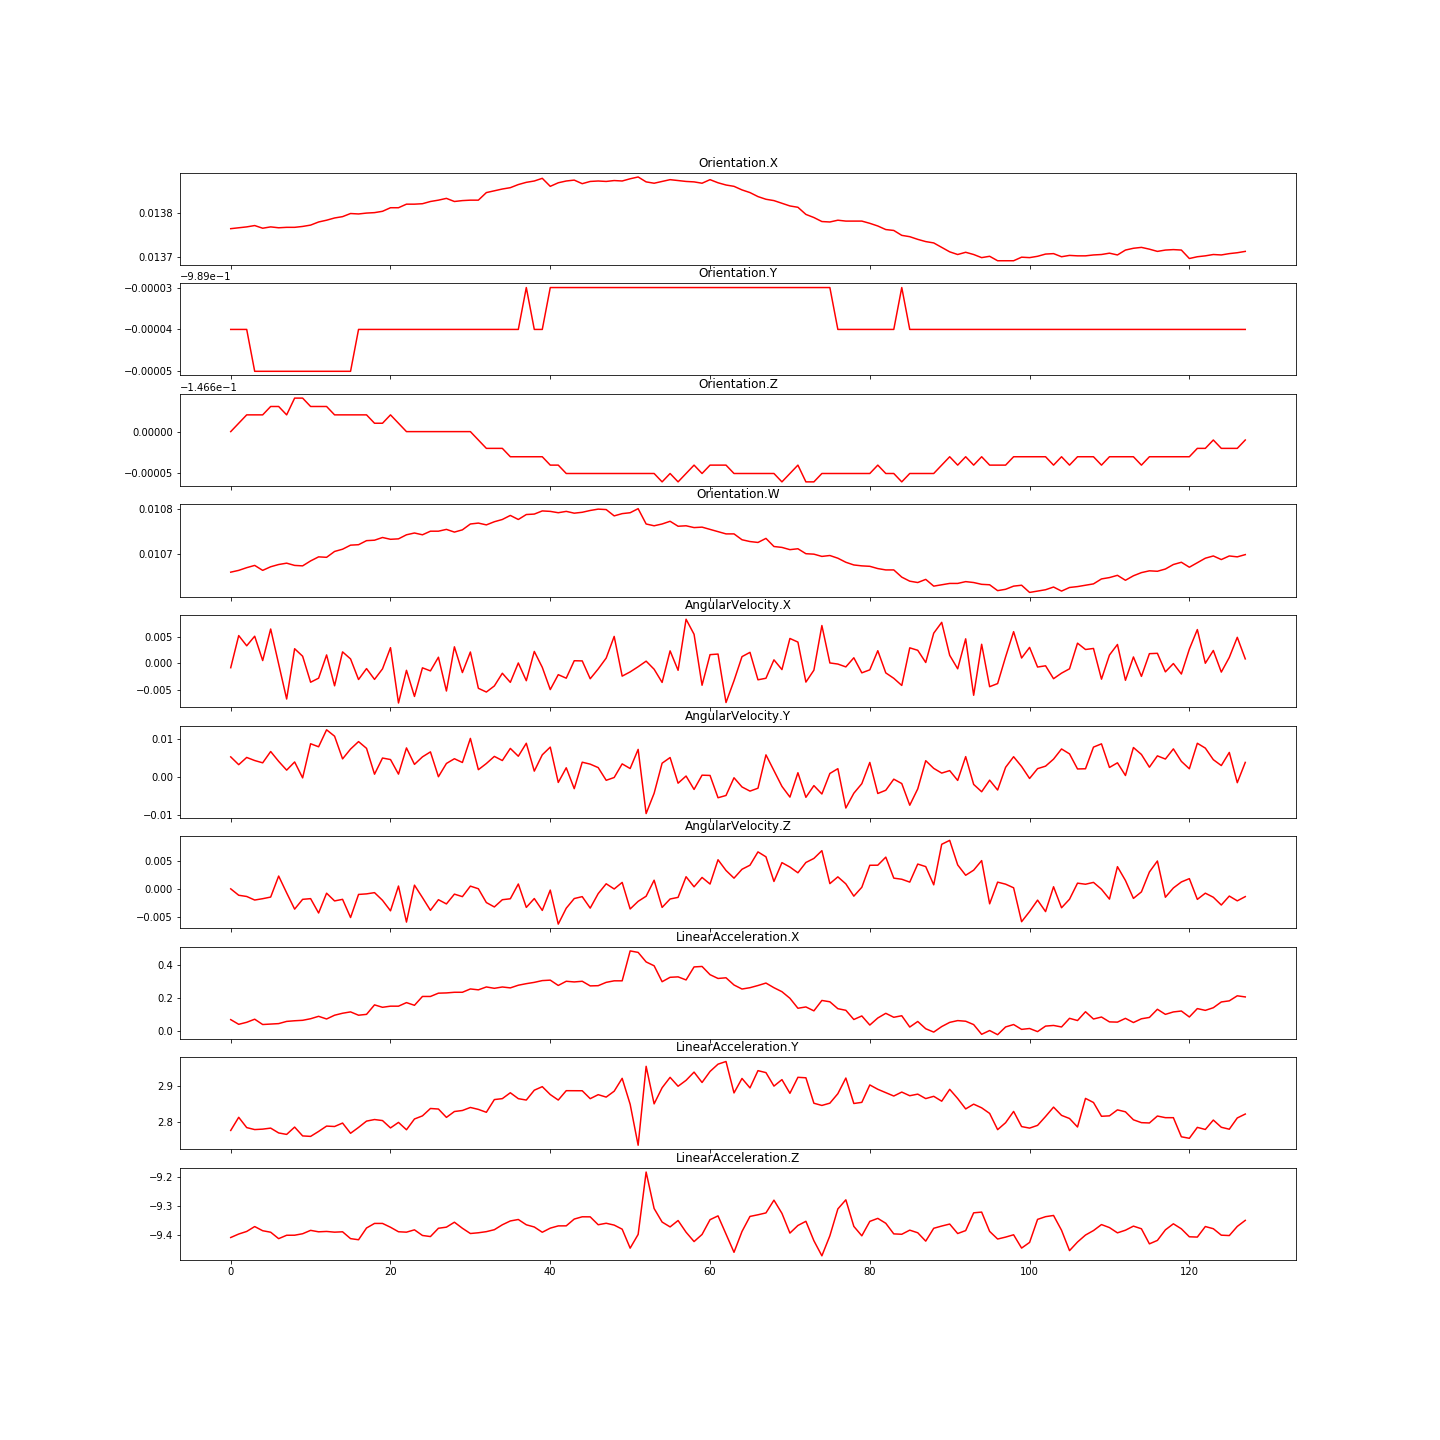 Orientation.X
0.0138
0.0137
Orientation.Y
−9.89e−1
−0.00003
−0.00004
−0.00005
Orientation.Z
−1.466e−1
0.00000
−0.00005
Orientation.W
0.0108
0.0107
AngularVelocity.X
0.005
0.000
−0.005
AngularVelocity.Y
0.01
0.00
−0.01
AngularVelocity.Z
0.005
0.000
−0.005
LinearAcceleration.X
0.4
0.2
0.0
LinearAcceleration.Y
2.9
2.8
LinearAcceleration.Z
−9.2
−9.3
−9.4
0 20 40 60 80 100 120